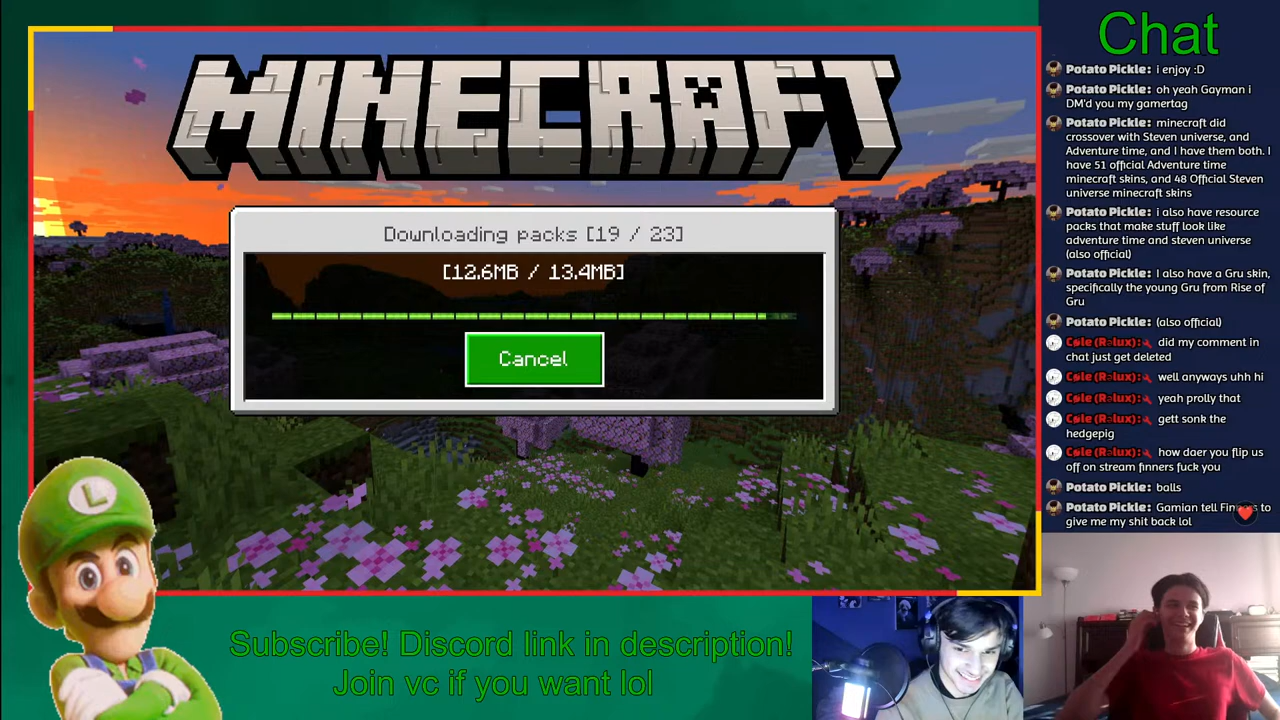 MINECRAFT
Downloading packs [19 / 23]
[12.6MB / 13.4MB]
Cancel
L
Subscribe! Discord link in description!
Join vc if you want lol
Chat
Potato Pickle: i enjoy :D
Potato Pickle: oh yeah Gayman i
DM'd you my gamertag
Potato Pickle: minecraft did
crossover with Steven universe, and
Adventure time, and I have them both. I
have 51 official Adventure time
minecraft skins, and 48 Official Steven
universe minecraft skins
Potato Pickle: i also have resource
packs that make stuff look like
adventure time and steven universe
(also official)
Potato Pickle: I also have a Gru skin,
specifically the young Gru from Rise of
Gru
Potato Pickle: (also official)
did my comment in
chat just get deleted
well anyways uhh hi
yeah prolly that
gett sonk the
hedgepig
how daer you flip us
off on stream finners fuck you
Potato Pickle: balls
Potato Pickle: Gamian tell to
give me my shit back lol